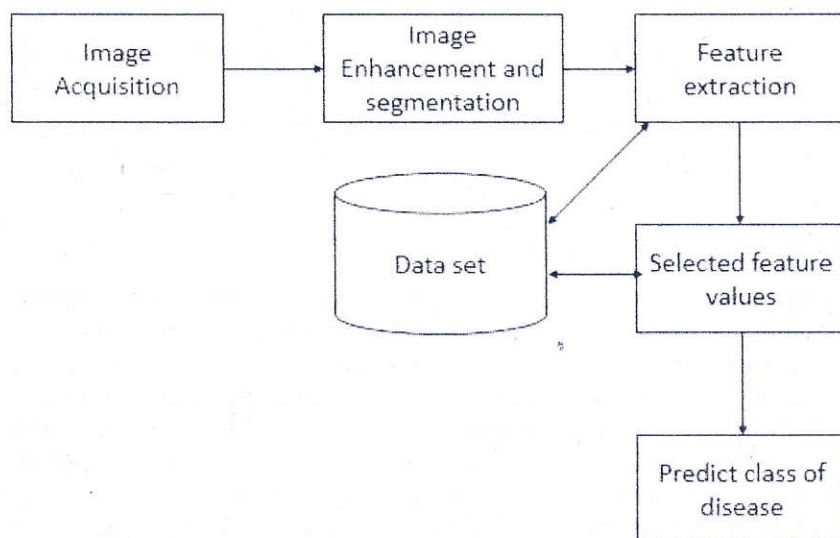 Image
Acquisition
Image
Enhancement and
segmentation
Feature
extraction
Data set
Selected feature
values
Predict class of
disease